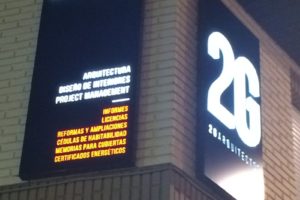 ARQUITECTURA
DISEÑO DE INTERIORES
PROJECT MANAGEMENT
INFORMES
LICENCIAS
REFORMAS Y AMPLIACIONES
CÉDULAS DE HABITABILIDAD
MEMORIAS PARA CUBIERTAS
CERTIFICADOS ENERGÉTICOS
26